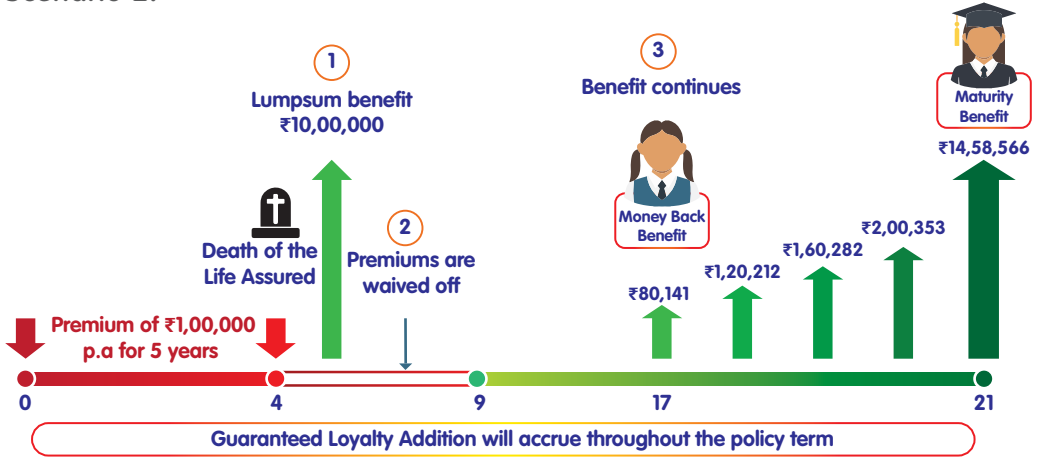 1
Lumpsum benefit
₹10,00,000
Death of the
Life Assured
2
Premiums are
waived off
3
Benefit continues
Money Back
Benefit
Maturity
Benefit
₹80,141
₹1,20,212
₹1,60,282
₹2,00,353
₹14,58,566
Premium of ₹1,00,000
p.a for 5 years
0
4
9
17
21
Guaranteed Loyalty Addition will accrue throughout the policy term